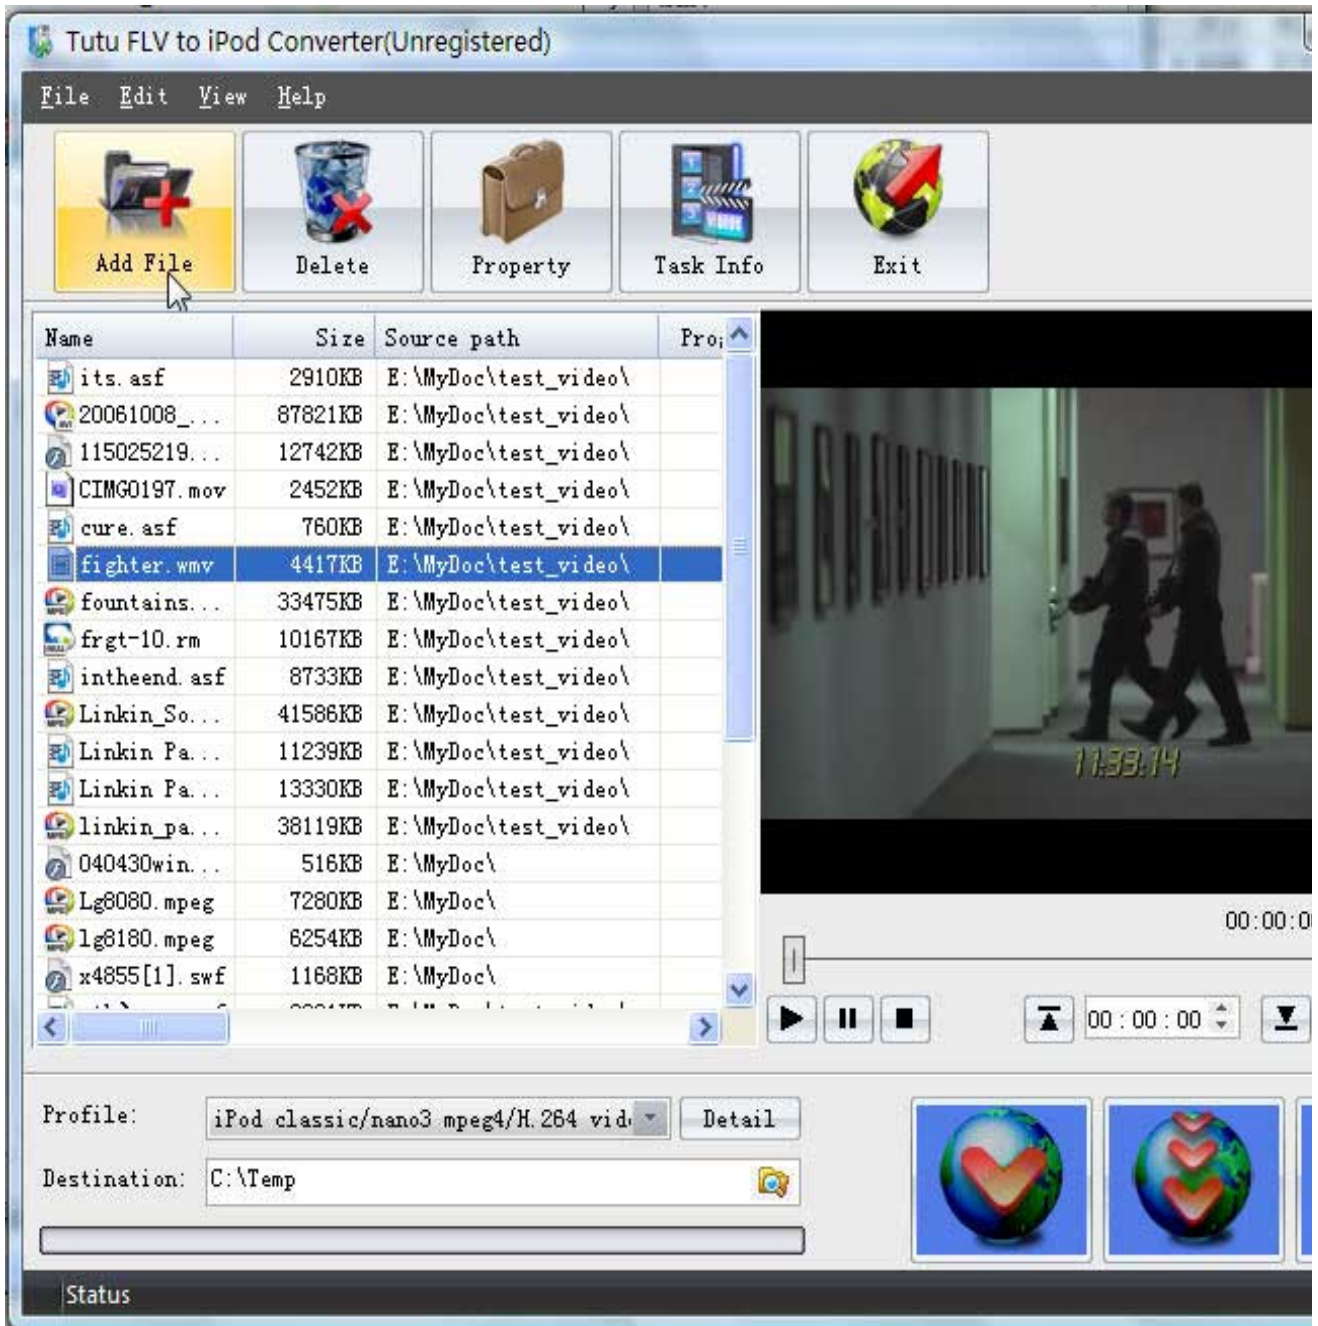 Tutu FLV to iPod Converter(Unregistered)
File Edit View Help
Add File Delete Property Task Info Exit
Name Size Source path
its.asf 2910KB E:\MyDoc\test_video\
20061008_... 87821KB E:\MyDoc\test_video\
115025219... 12742KB E:\MyDoc\test_video\
CIMG0197.mov 2452KB E:\MyDoc\test_video\
cure.asf 760KB E:\MyDoc\test_video\
fighter.wmv 4417KB E:\MyDoc\test_video\
fountains... 33475KB E:\MyDoc\test_video\
frgt-10.rm 10167KB E:\MyDoc\test_video\
intheend.asf 8733KB E:\MyDoc\test_video\
Linkin_So... 41586KB E:\MyDoc\test_video\
Linkin Pa... 11239KB E:\MyDoc\test_video\
Linkin Pa... 13330KB E:\MyDoc\test_video\
linkin_pa... 38119KB E:\MyDoc\test_video\
040430win... 516KB E:\MyDoc\
Lg8080.mpeg 7280KB E:\MyDoc\
lg8180.mpeg 6254KB E:\MyDoc\
x4855[1].swf 1168KB E:\MyDoc\
11:33:14
00:00:0
00 : 00 : 00
Profile: iPod classic/nano3 mpeg4/H.264 vid Detail
Destination: C:\Temp
Status